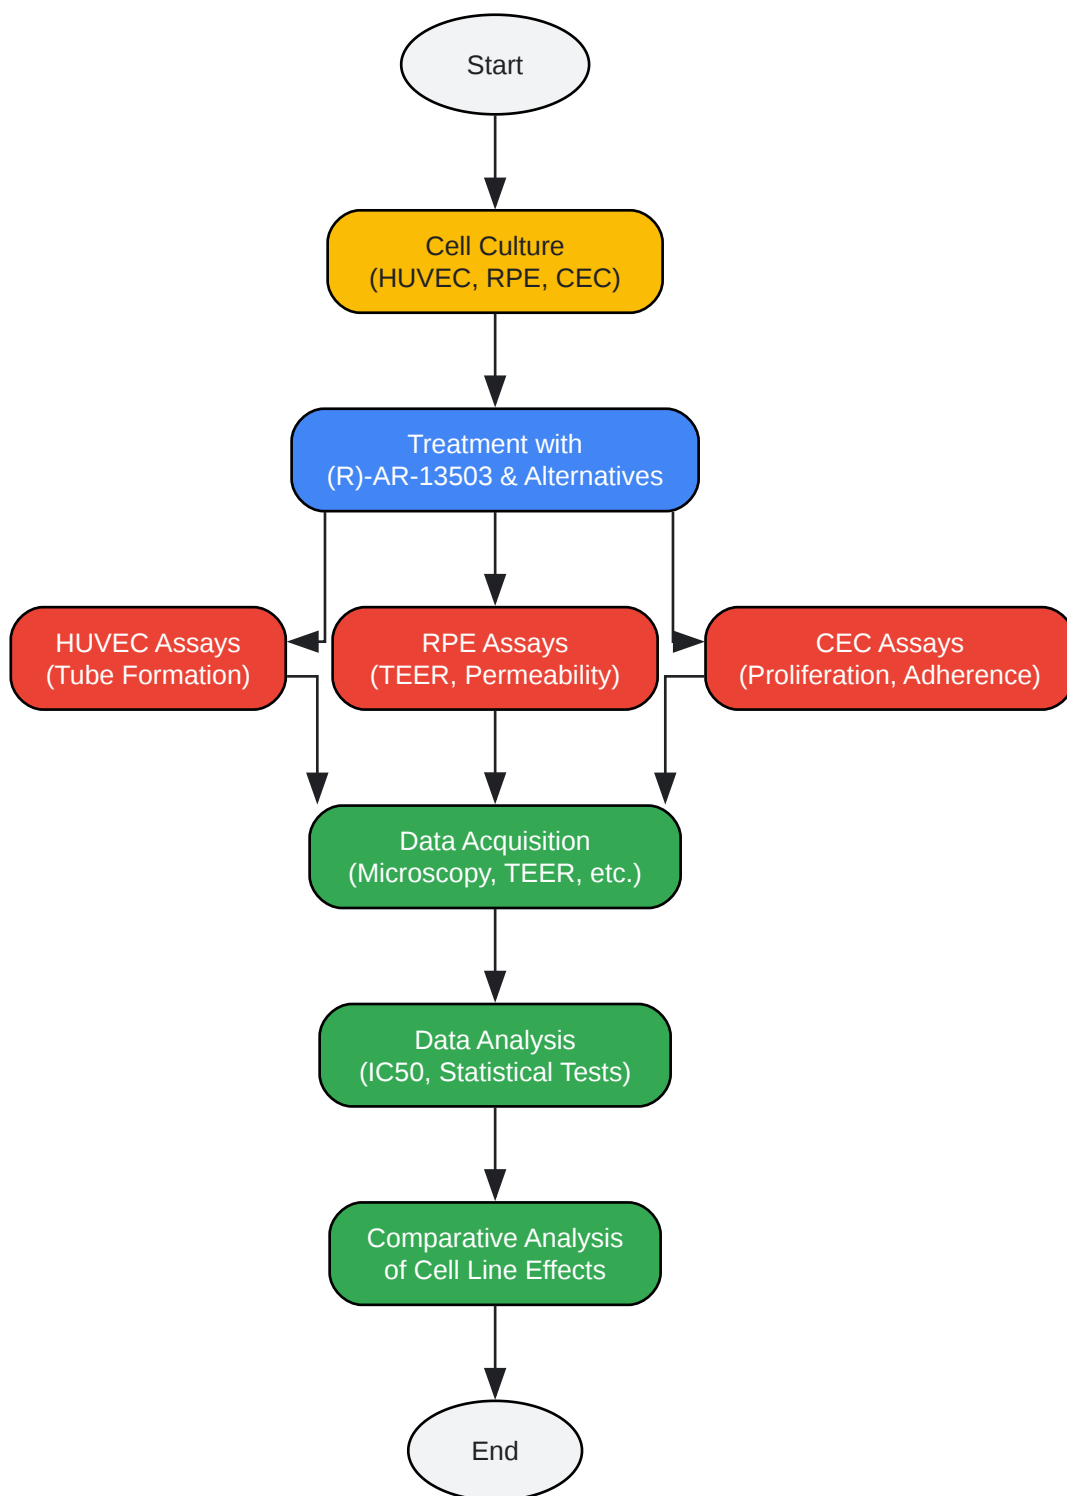 Start
Cell Culture
(HUVEC, RPE, CEC)
Treatment with
(R)-AR-13503 & Alternatives
HUVEC Assays
(Tube Formation)
RPE Assays
(TEER, Permeability)
CEC Assays
(Proliferation, Adherence)
Data Acquisition
(Microscopy, TEER, etc.)
Data Analysis
(IC50, Statistical Tests)
Comparative Analysis
of Cell Line Effects
End